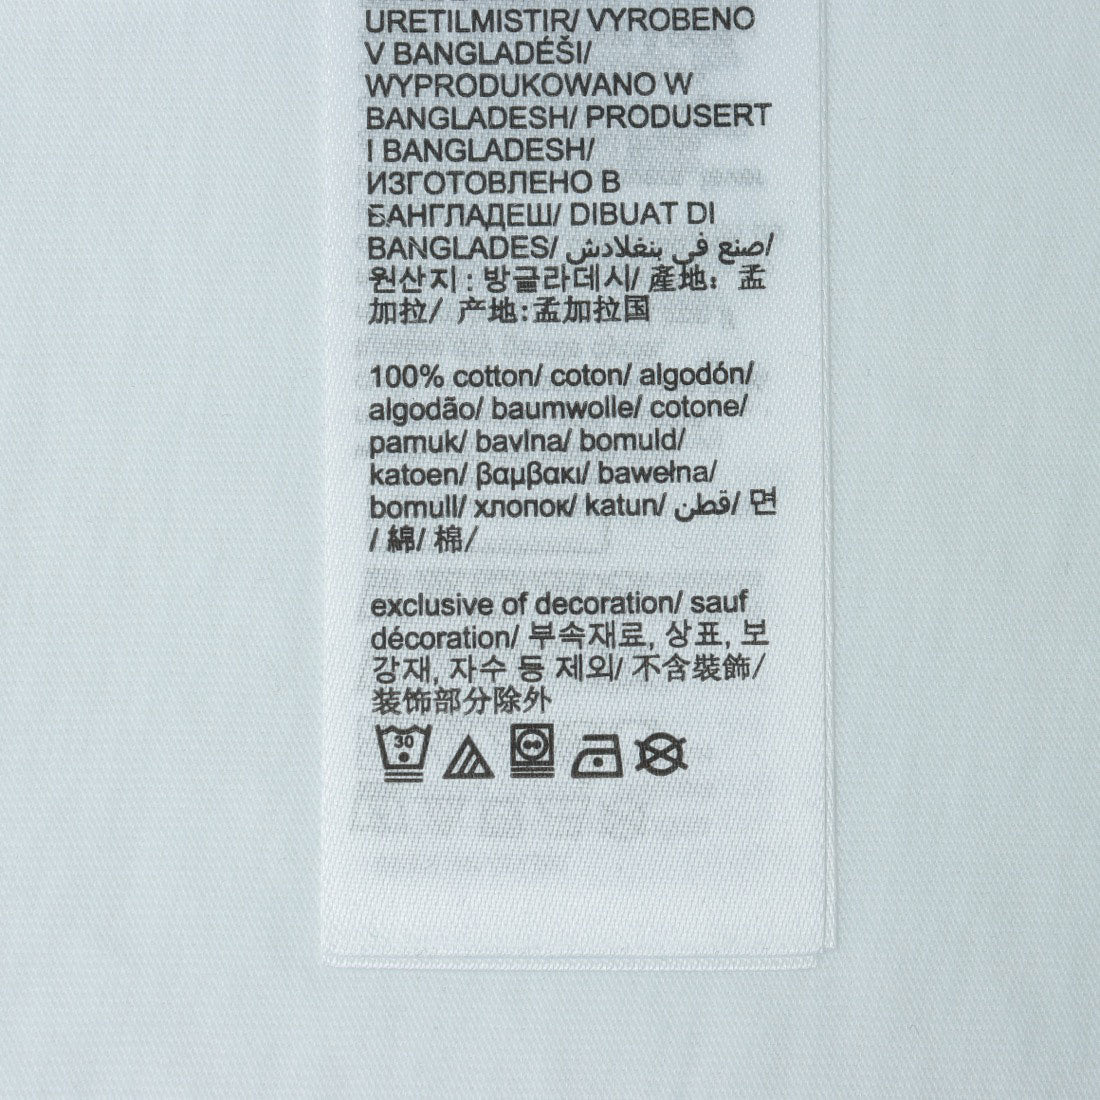 URETILMISTIR/ VYROBENO
V BANGLADÉŠI/
WYPRODUKOWANO W
BANGLADESH/ PRODUSERT
I BANGLADESH/
ИЗГОТОВЛЕНО В
БАНГЛАДЕШ/ DIBUAT DI
BANGLADES/ صنع في بنغلادش/
원산지 : 방글라데시/ 產地： 孟
加拉/ 产地:孟加拉国
100% cotton/ coton/ algodón/
algodão/ baumwolle/ cotone/
pamuk/ bavlna/ bomuld/
katoen/ βαμβακι/ bawełna/
bomull/ хлопок/ katun/ قطن/ 면
/ 綿/ 棉/
exclusive of decoration/ sauf
décoration/ 부속재료, 상표, 보
강재, 자수 등 제외/ 不含裝飾/
装饰部分除外
30